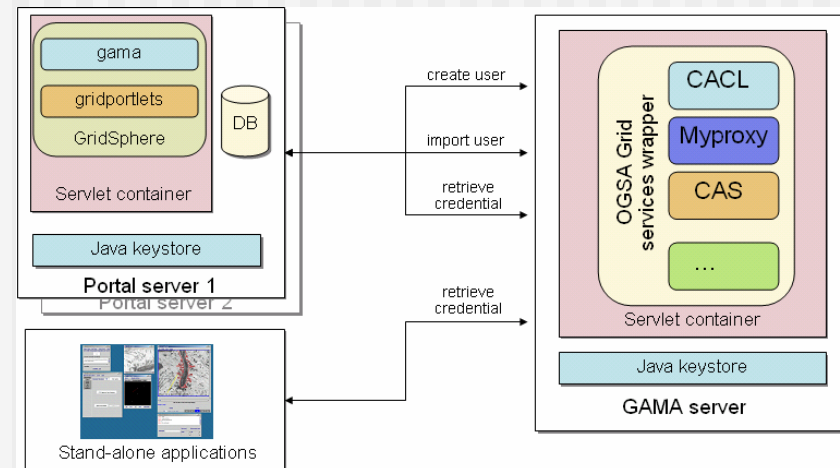 gama
gridportlets
GridSphere
DB
Servlet container
Java keystore
Portal server 1
Portal server 2
Stand-alone applications
create user
import user
retrieve
credential
retrieve
credential
OGSA Grid
services wrapper
CACL
Myproxy
CAS
...
Servlet container
Java keystore
GAMA server